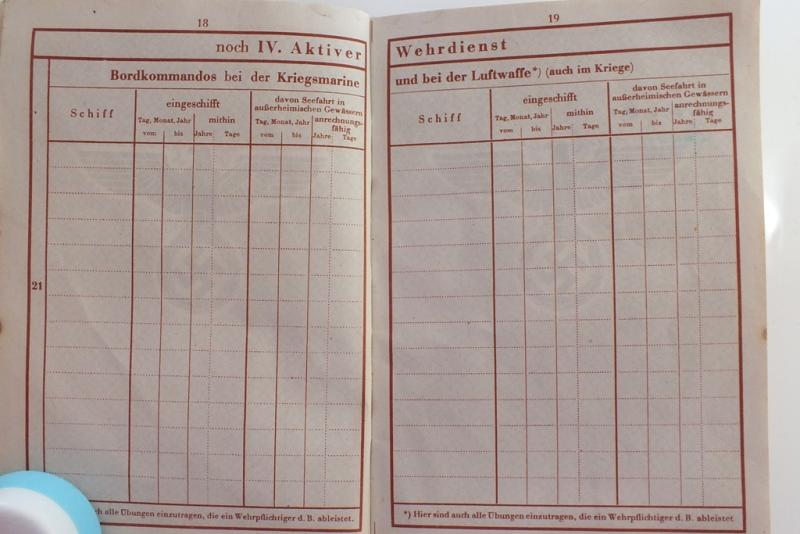 18
noch IV. Aktiver
Bordkommandos bei der Kriegsmarine
Schiff
eingeschifft
davon Seefahrt in
außerheimischen Gewässern
Tag, Monat, Jahr
mithin
Tag, Monat, Jahr
anrechnungs-
fähig
vom
bis
Jahre
Tage
vom
bis
Jahre
Tage
21
alle Übungen einzutragen, die ein Wehrpflichtiger d. B. ableistet.
19
Wehrdienst
und bei der Luftwaffe*) (auch im Kriege)
Schiff
eingeschifft
davon Seefahrt in
außerheimischen Gewässern
Tag, Monat, Jahr
mithin
Tag, Monat, Jahr
anrechnungs-
fähig
vom
bis
Jahre
Tage
vom
bis
Jahre
Tage
*) Hier sind auch alle Übungen einzutragen, die ein Wehrpflichtiger d. B. ableistet